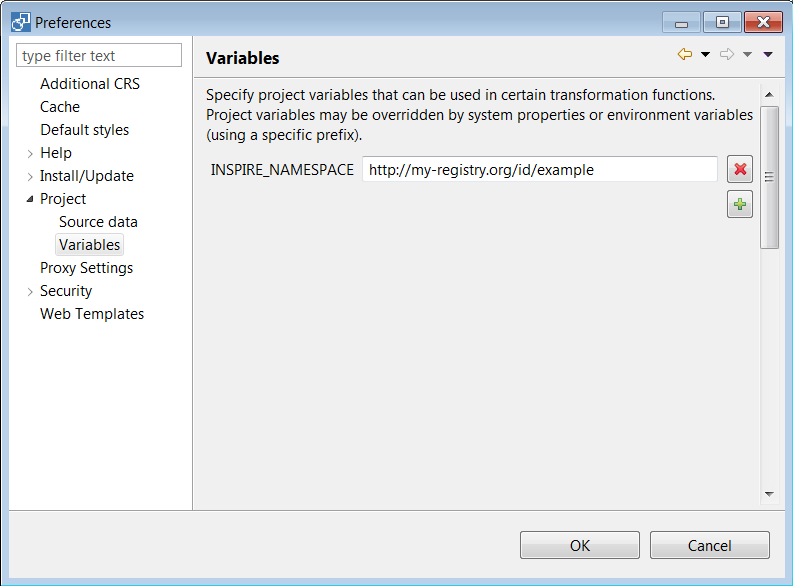 Preferences
type filter text
Additional CRS
Cache
Default styles
Help
Install/Update
Project
Source data
Variables
Proxy Settings
Security
Web Templates
Variables
Specify project variables that can be used in certain transformation functions.
Project variables may be overridden by system properties or environment variables
(using a specific prefix).
INSPIRE_NAMESPACE http://my-registry.org/id/example
OK Cancel